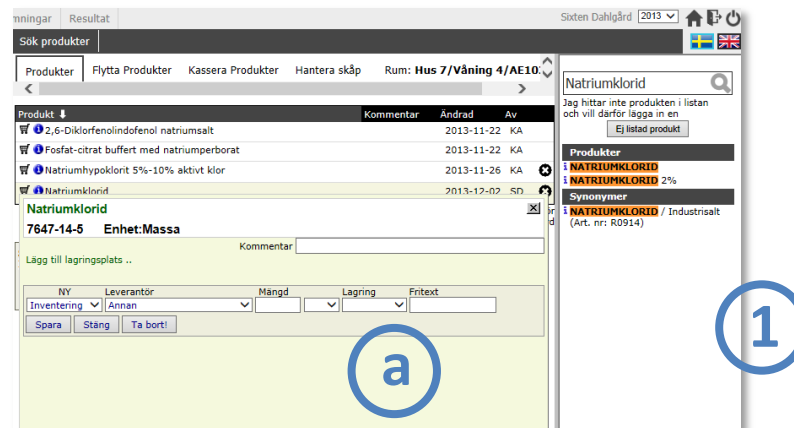 mningar Resultat Sixten Dahlgård 2013
Sök produkter
Produkter Flytta Produkter Kassera Produkter Hantera skåp Rum: Hus 7/Våning 4/AE10
Produkt Kommentar Ändrad Av
2,6-Diklorfenolindofenol natriumsalt 2013-11-22 KA
Fosfat-citrat buffert med natriumperborat 2013-11-22 KA
Natriumhypoklorit 5%-10% aktivt klor 2013-11-26 KA
Natriumklorid 2013-12-02 SD
Natriumklorid
7647-14-5 Enhet:Massa
Kommentar
Lägg till lagringsplats ..
NY Leverantör Mängd Lagring Fritext
Inventering Annan
Spara Stäng Ta bort!
a
Natriumklorid
Jag hittar inte produkten i listan
och vill därför lägga in en
Ej listad produkt
Produkter
NATRIUMKLORID
NATRIUMKLORID 2%
Synonymer
NATRIUMKLORID / Industrisalt
(Art. nr: R0914)
1